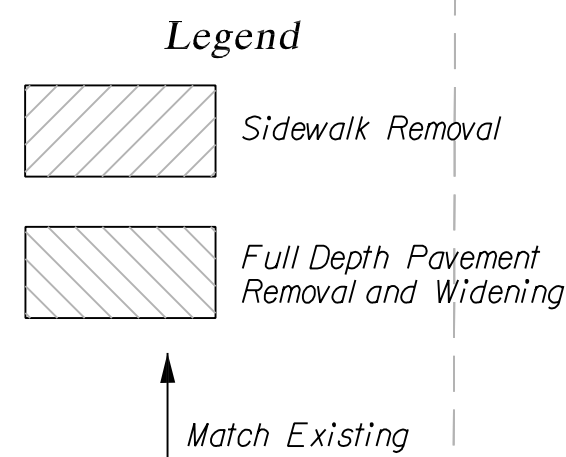 Legend
Sidewalk Removal
Full Depth Pavement
Removal and Widening
Match Existing